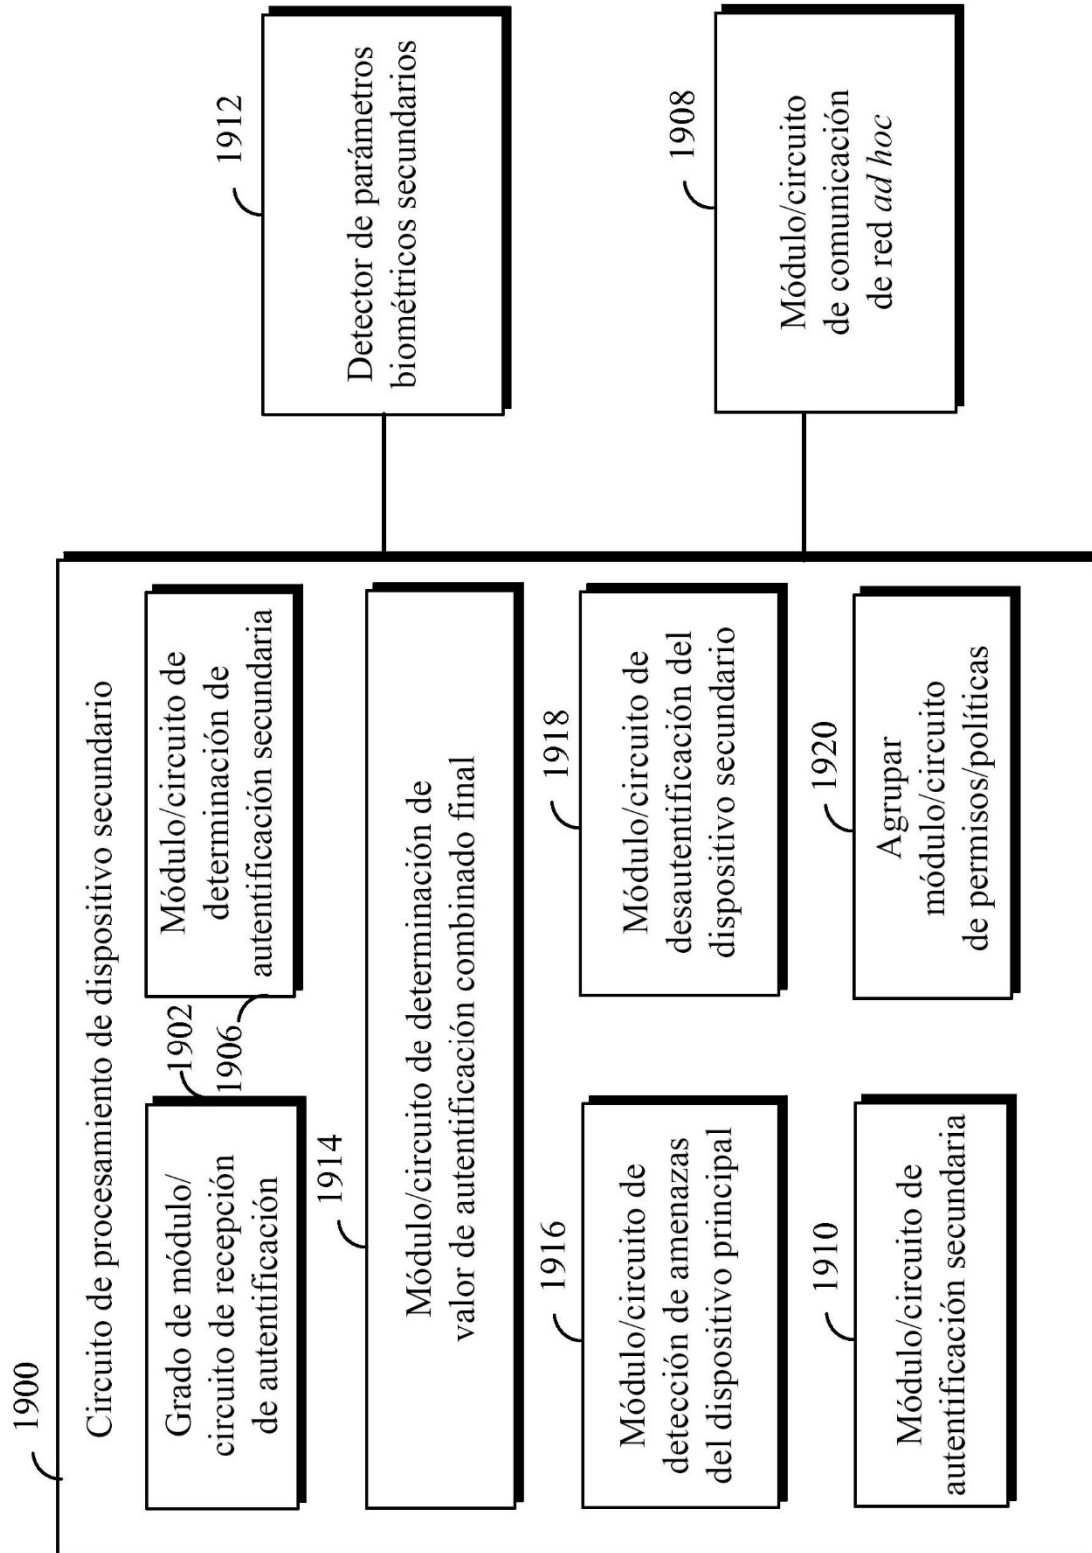 1900
Circuito de procesamiento de dispositivo secundario
Grado de módulo/
circuito de recepción
de autentificación
1902
1906
Módulo/circuito de
determinación de
autentificación secundaria
1914
Módulo/circuito de determinación de
valor de autentificación combinado final
1916
Módulo/circuito de
detección de amenazas
del dispositivo principal
1918
Módulo/circuito de
desautentificación del
dispositivo secundario
1910
Módulo/circuito de
autentificación secundaria
1920
Agrupar
módulo/circuito
de permisos/políticas
1912
Detector de parámetros
biométricos secundarios
1908
Módulo/circuito
de comunicación
de red ad hoc